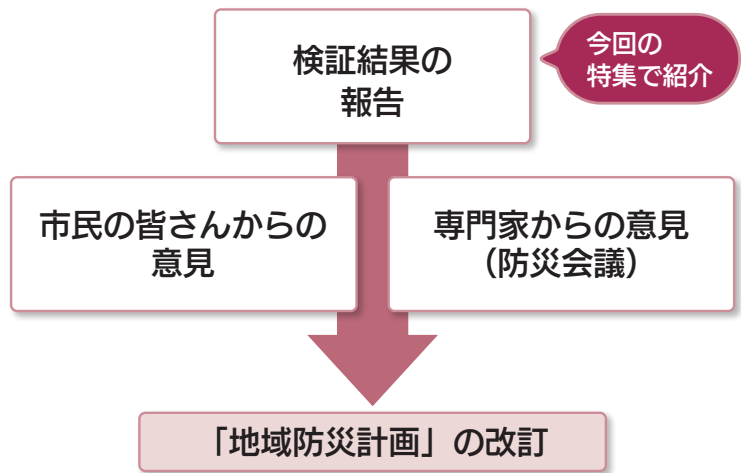 検証結果の
報告
今回の
特集で紹介
市民の皆さんからの
意見
専門家からの意見
（防災会議）
「地域防災計画」の改訂